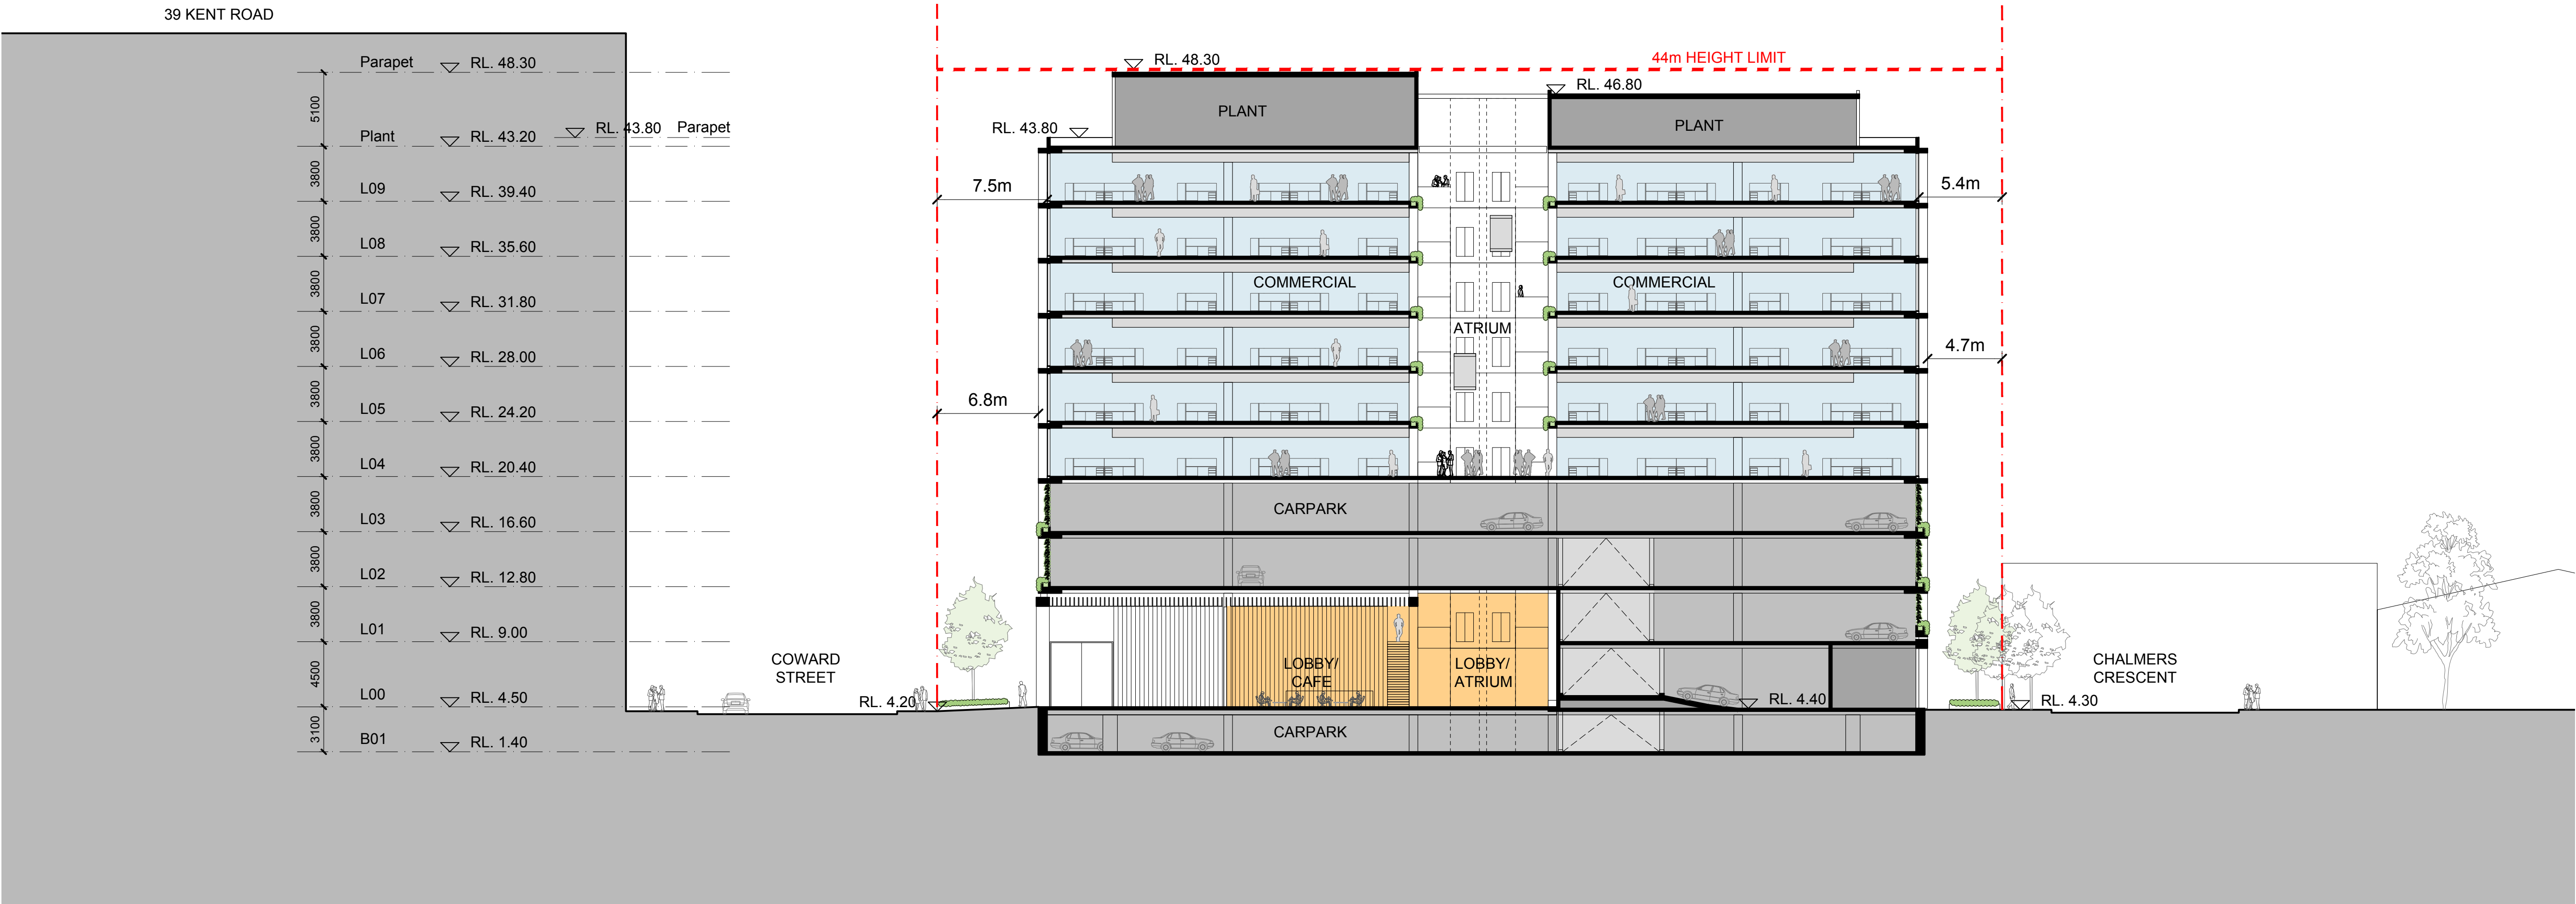 39 KENT ROAD
Parapet RL. 48.30
5100
Plant RL. 43.20
RL. 43.80 Parapet
3800
L09 RL. 39.40
3800
L08 RL. 35.60
3800
L07 RL. 31.80
3800
L06 RL. 28.00
3800
L05 RL. 24.20
3800
L04 RL. 20.40
3800
L03 RL. 16.60
3800
L02 RL. 12.80
3800
L01 RL. 9.00
4500
L00 RL. 4.50
3100
B01 RL. 1.40
COWARD
STREET
RL. 4.20
44m HEIGHT LIMIT
RL. 48.30
RL. 46.80
PLANT
PLANT
RL. 43.80
7.5m
5.4m
COMMERCIAL
COMMERCIAL
ATRIUM
4.7m
6.8m
CARPARK
LOBBY/
CAFE
LOBBY/
ATRIUM
RL. 4.40
CARPARK
RL. 4.30
CHALMERS
CRESCENT